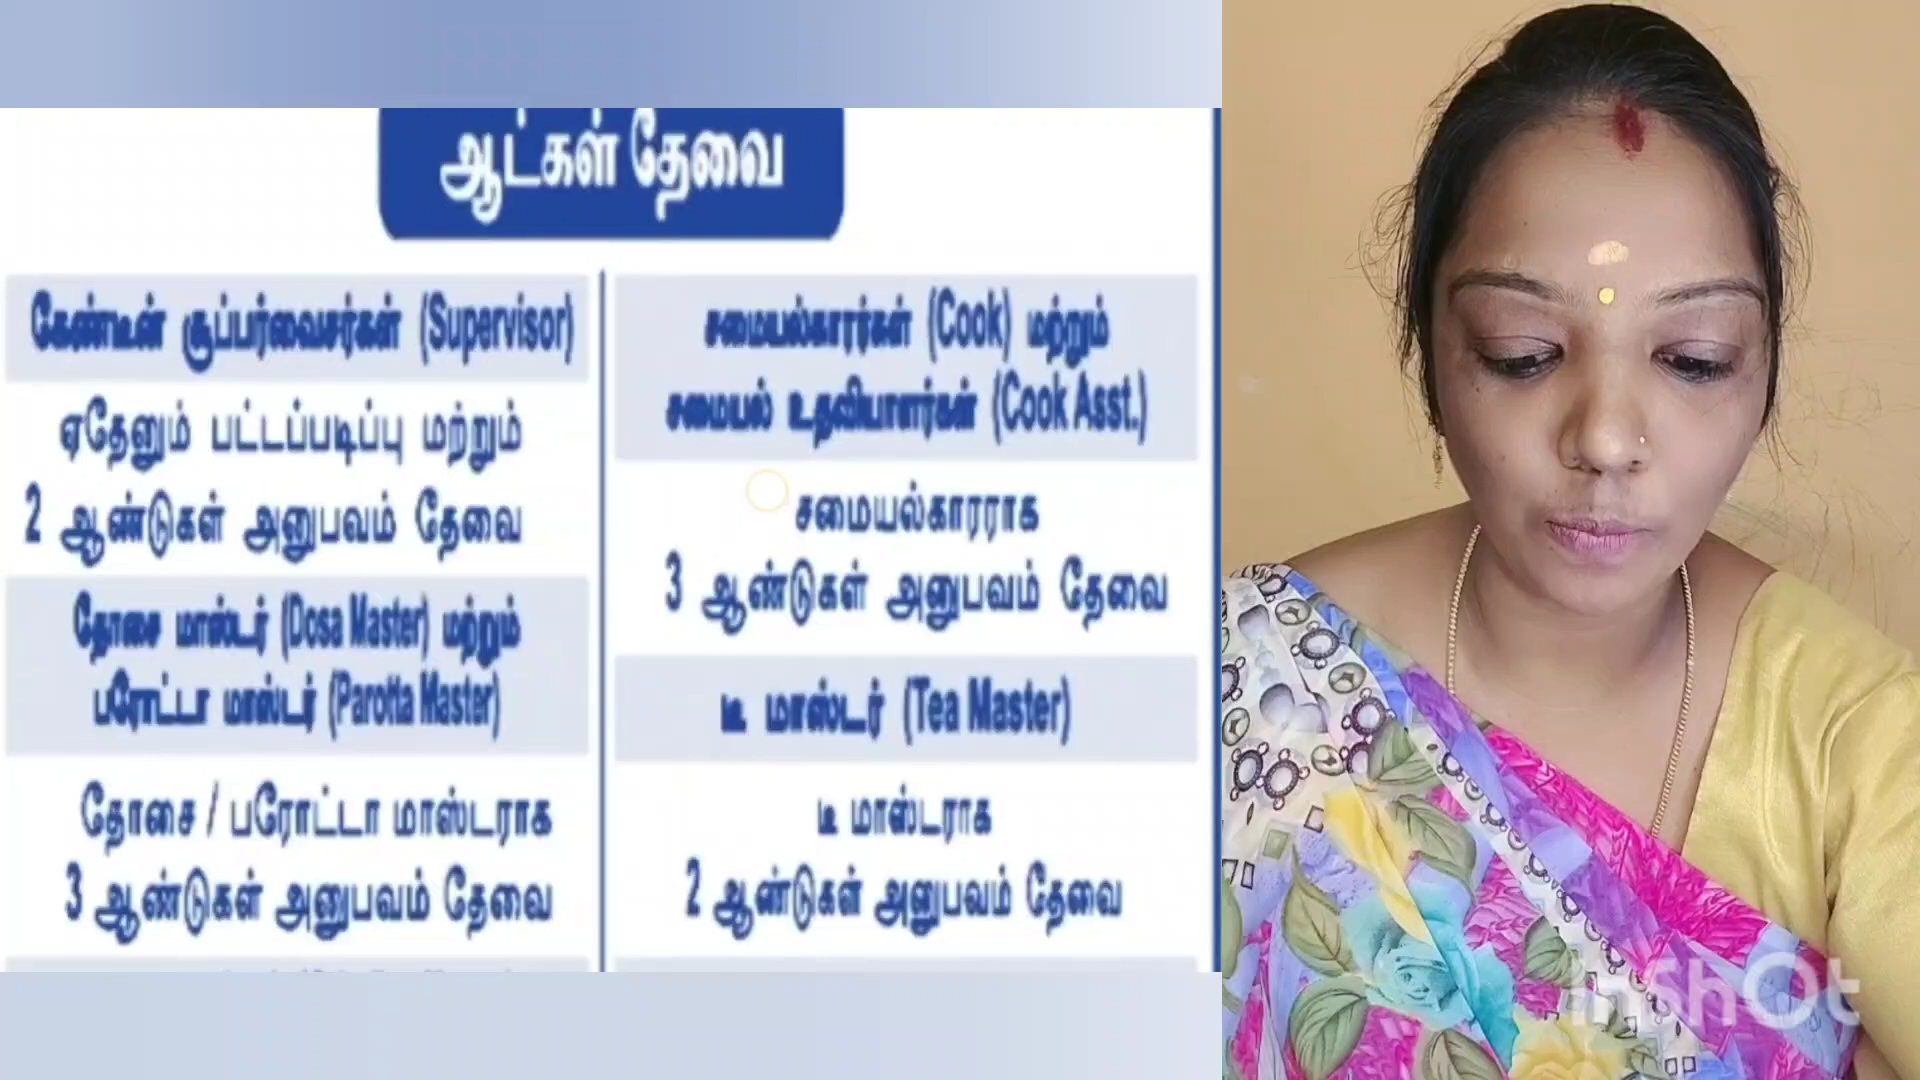 ஆட்கள் தேவை
கேண்டீன் சூப்பர்வைசர்கள் (Supervisor)
ஏதேனும் பட்டப்படிப்பு மற்றும்
2 ஆண்டுகள் அனுபவம் தேவை
தோசை மாஸ்டர் (Dosa Master) மற்றும்
பரோட்டா மாஸ்டர் (Parotta Master)
தோசை / பரோட்டா மாஸ்டராக
3 ஆண்டுகள் அனுபவம் தேவை
சமையல்காரர்கள் (Cook) மற்றும்
சமையல் உதவியாளர்கள் (Cook Asst.)
சமையல்காரராக
3 ஆண்டுகள் அனுபவம் தேவை
டீ மாஸ்டர் (Tea Master)
டீ மாஸ்டராக
2 ஆண்டுகள் அனுபவம் தேவை
InShOt